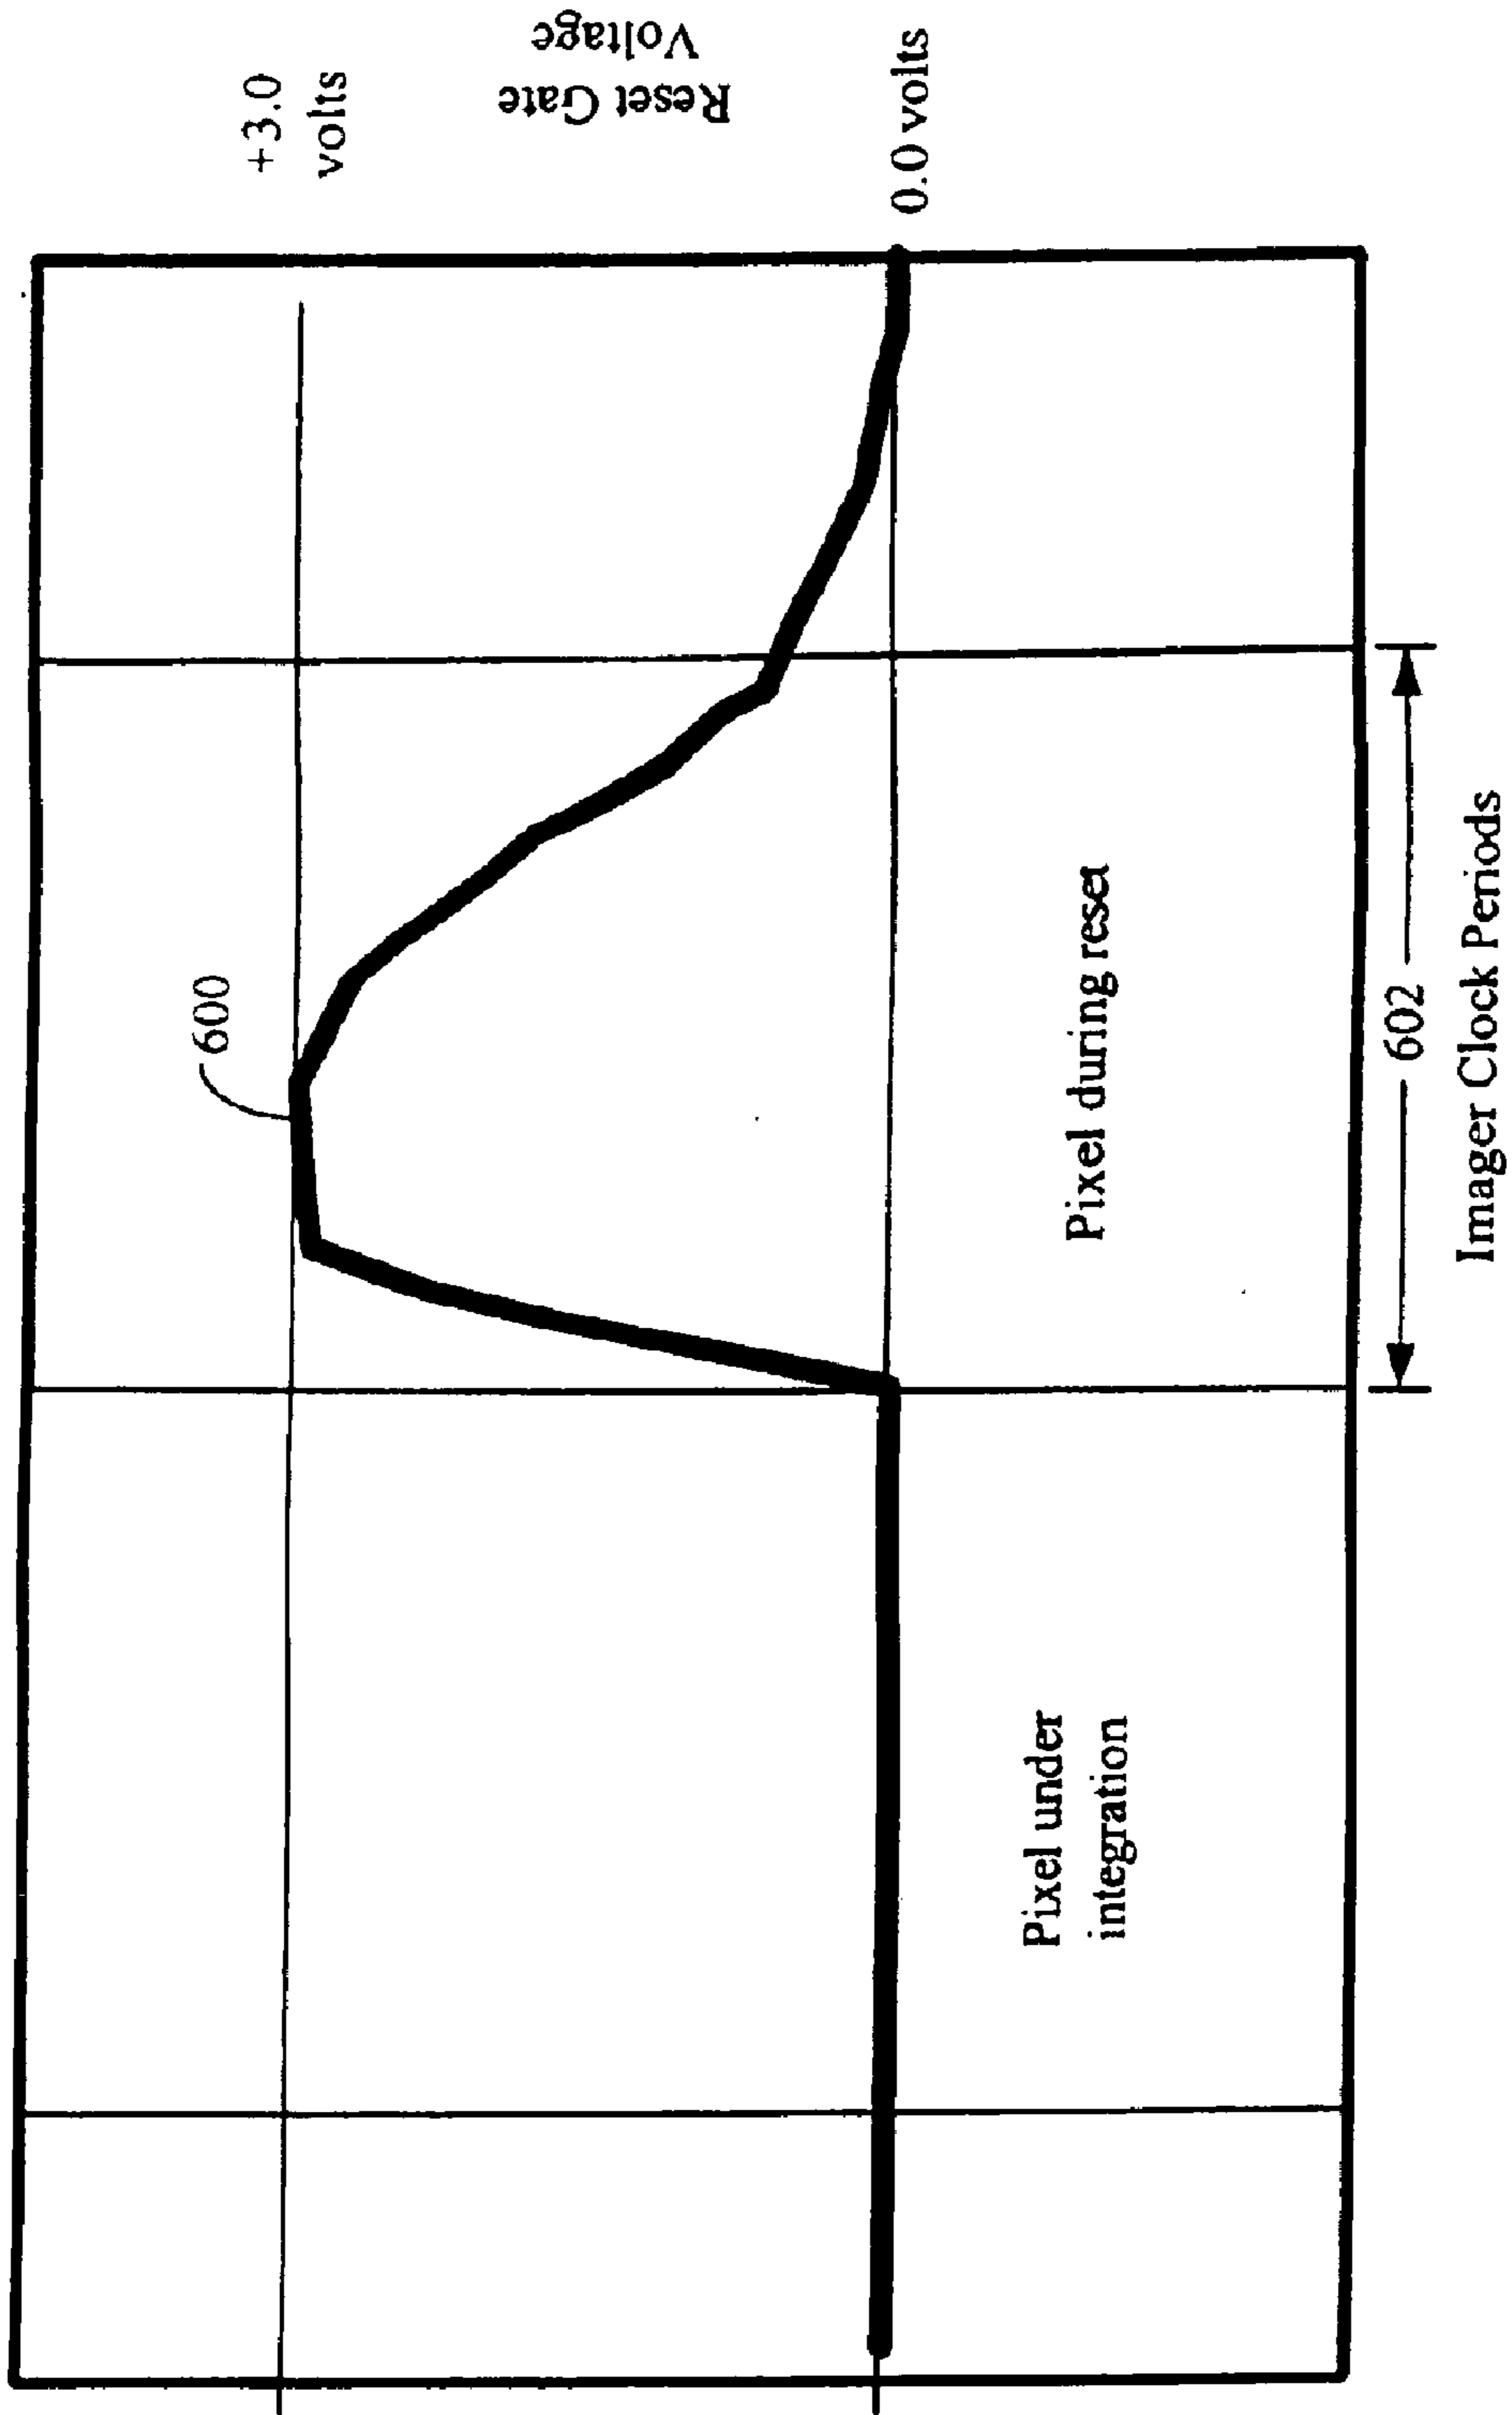 +3.0
volts
Reset Gate
Voltage
0.0 volts
600
Pixel during reset
Pixel under
integration
602
Imager Clock Periods